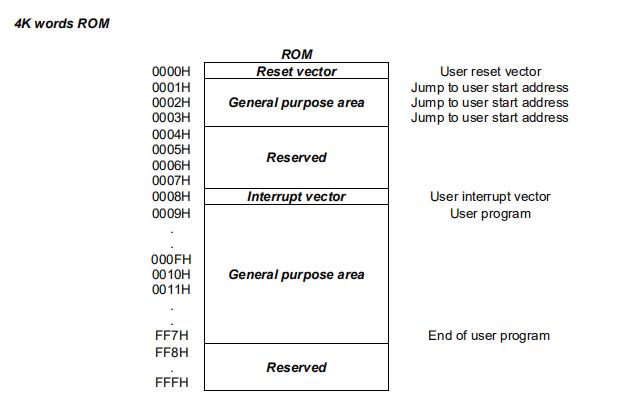 4K words ROM
ROM
0000H Reset vector User reset vector
0001H Jump to user start address
0002H General purpose area Jump to user start address
0003H Jump to user start address
0004H
0005H
Reserved
0006H
0007H
0008H Interrupt vector User interrupt vector
0009H User program
.
.
000FH
0010H General purpose area
0011H
.
.
FF7H End of user program
FF8H
. Reserved
FFFH